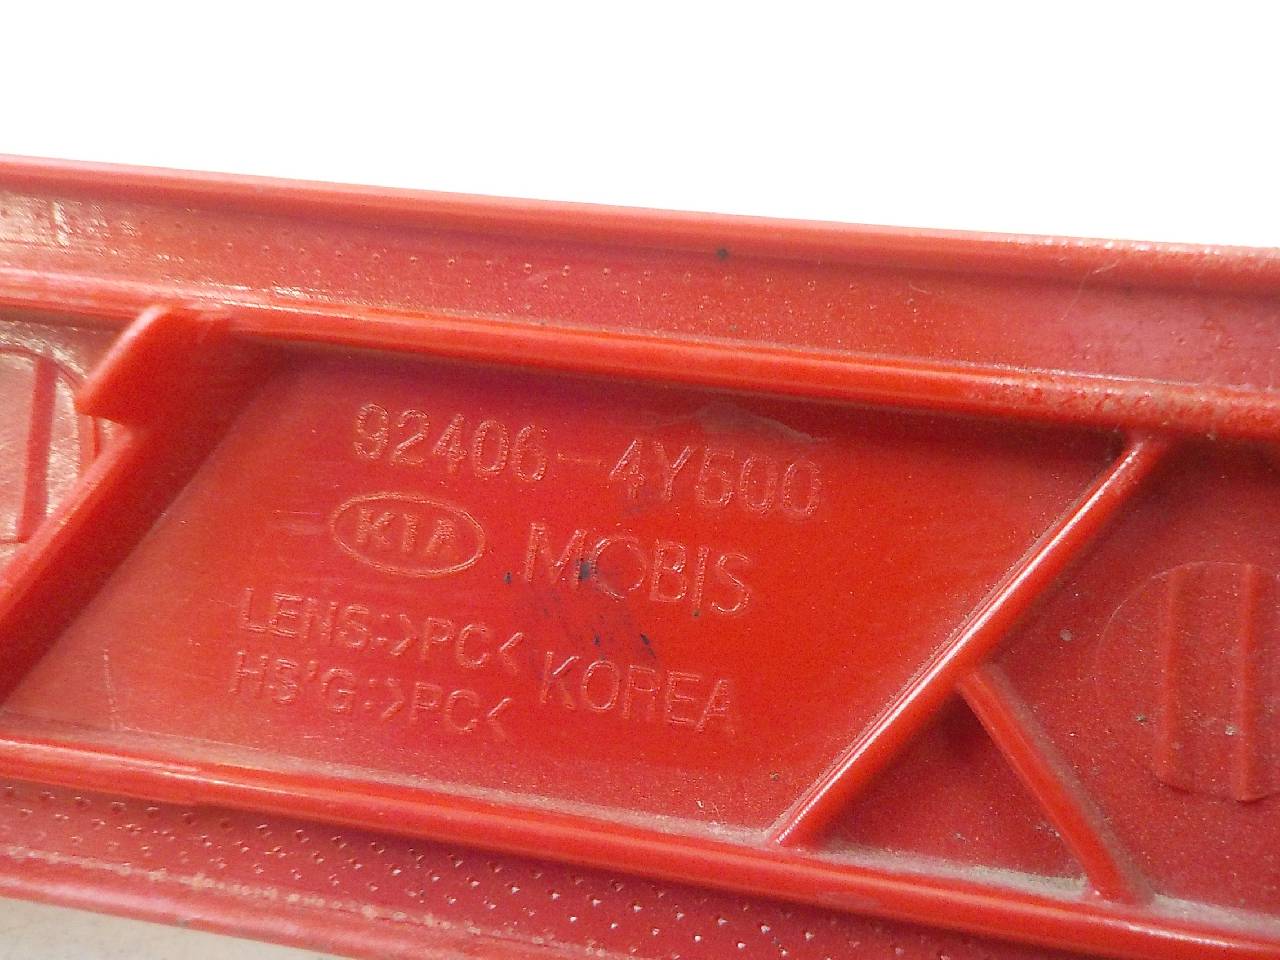 92406-4Y500
KIA MOBIS
LENS:>PC< KOREA
HS'G:>PC<